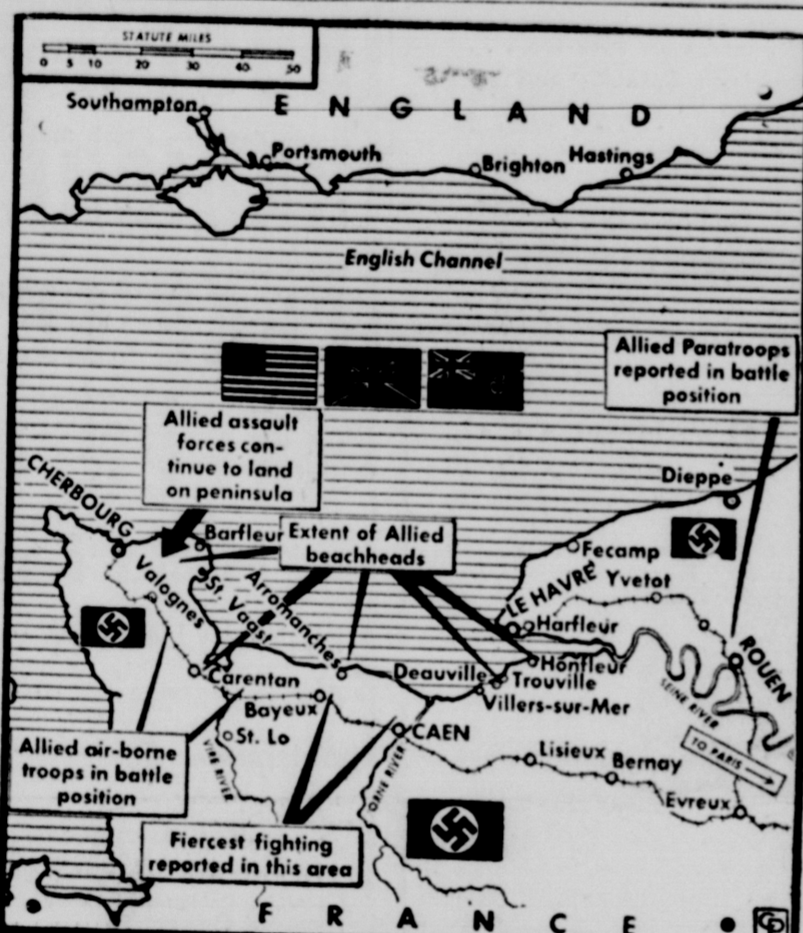 STATUTE MILES
0 5 10 20 30 40 50
Southampton
ENGLAND
Portsmouth
Brighton
Hastings
English Channel
Allied Paratroops
reported in battle
position
Allied assault
forces con-
tinue to land
on peninsula
Dieppe
CHERBOURG
Barfleur
Extent of Allied
beachheads
Fecamp
Valognes
St. Vaast
Arromanches
LE HAVRE
Yvetot
Harfleur
ROUEN
Carentan
Deauville
Honfleur
Trouville
Villers-sur-Mer
SEINE RIVER
Bayeux
St. Lo
CAEN
TO PARIS
Allied air-borne
troops in battle
position
VIRE RIVER
ORNE RIVER
Lisieux
Bernay
Evreux
Fiercest fighting
reported in this area
FRANCE